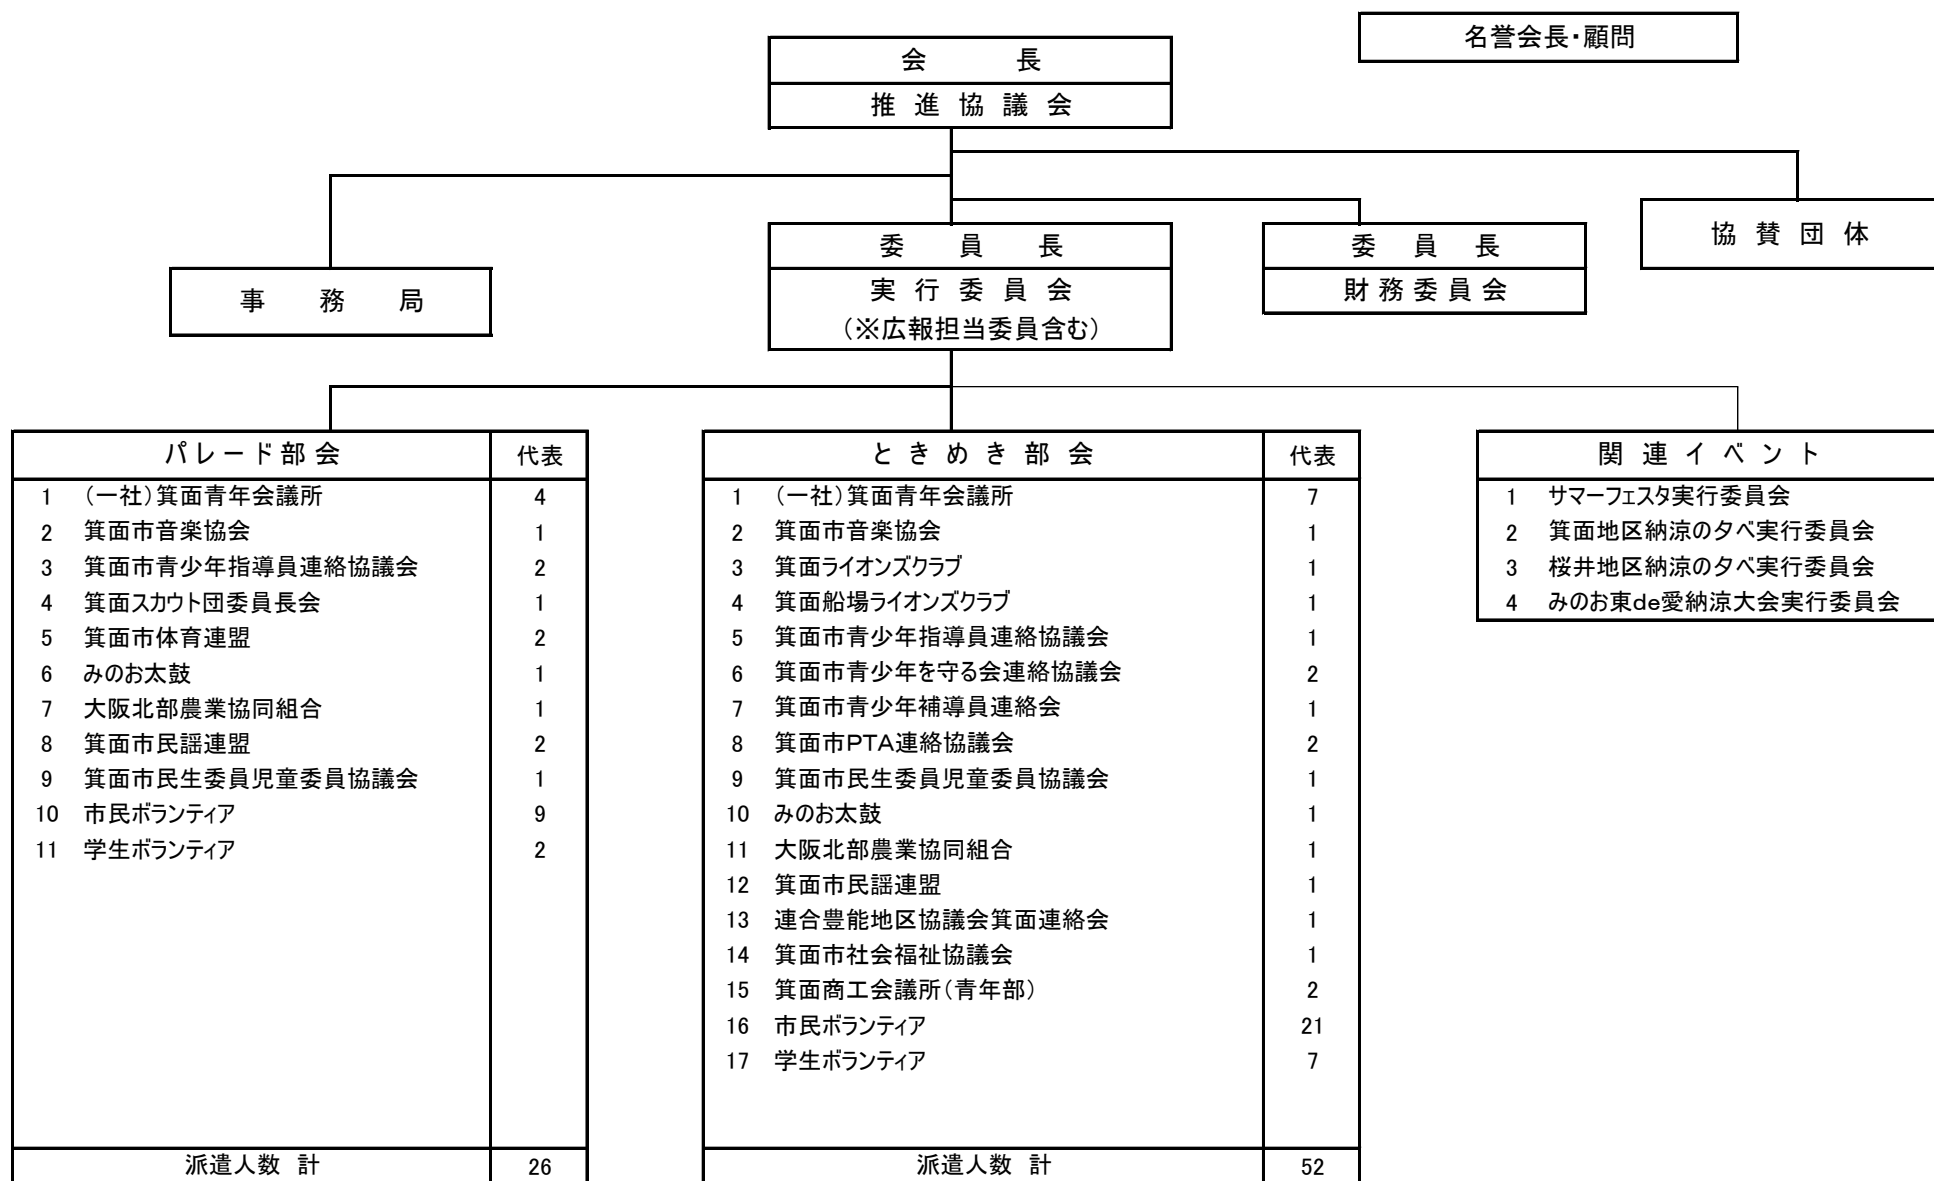 名誉会長・顧問
会　長
推 進 協 議 会
協 賛 団 体
委　員　長
実 行 委 員 会
(※広報担当委員含む)
委　員　長
財 務 委 員 会
事　務　局
パ レ ー ド 部 会 代表
1 (一社)箕面青年会議所 4
2 箕面市音楽協会 1
3 箕面市青少年指導員連絡協議会 2
4 箕面スカウト団委員長会 1
5 箕面市体育連盟 2
6 みのお太鼓 1
7 大阪北部農業協同組合 1
8 箕面市民謡連盟 2
9 箕面市民生委員児童委員協議会 1
10 市民ボランティア 9
11 学生ボランティア 2
派遣人数 計 26
と き め き 部 会 代表
1 (一社)箕面青年会議所 7
2 箕面市音楽協会 1
3 箕面ライオンズクラブ 1
4 箕面船場ライオンズクラブ 1
5 箕面市青少年指導員連絡協議会 1
6 箕面市青少年を守る会連絡協議会 2
7 箕面市青少年補導員連絡会 1
8 箕面市PTA連絡協議会 2
9 箕面市民生委員児童委員協議会 1
10 みのお太鼓 1
11 大阪北部農業協同組合 1
12 箕面市民謡連盟 1
13 連合豊能地区協議会箕面連絡会 1
14 箕面市社会福祉協議会 1
15 箕面商工会議所(青年部) 2
16 市民ボランティア 21
17 学生ボランティア 7
派遣人数 計 52
関 連 イ ベ ン ト
1 サマーフェスタ実行委員会
2 箕面地区納涼の夕べ実行委員会
3 桜井地区納涼の夕べ実行委員会
4 みのお東de愛納涼大会実行委員会